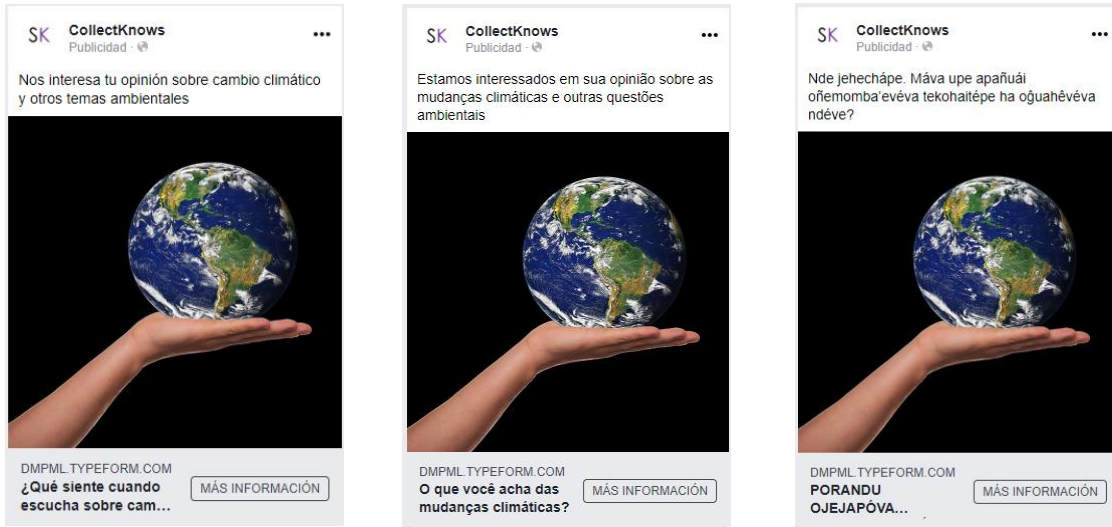 SK CollectKnows
Publicidad ·
Nos interesa tu opinión sobre cambio climático
y otros temas ambientales
DMPML.TYPEFORM.COM
¿Qué siente cuando
escucha sobre cam...
MÁS INFORMACIÓN
SK CollectKnows
Publicidad ·
Estamos interessados em sua opinião sobre as
mudanças climáticas e outras questões
ambientais
DMPML.TYPEFORM.COM
O que você acha das
mudanças climáticas?
MÁS INFORMACIÓN
SK CollectKnows
Publicidad ·
Nde jehechápe. Máva upe apañuái
oñemomba'evéva tekohaitépe ha oğuahêvéva
ndéve?
DMPML.TYPEFORM.COM
PORANDU
OJEJAPÓVA...
MÁS INFORMACIÓN